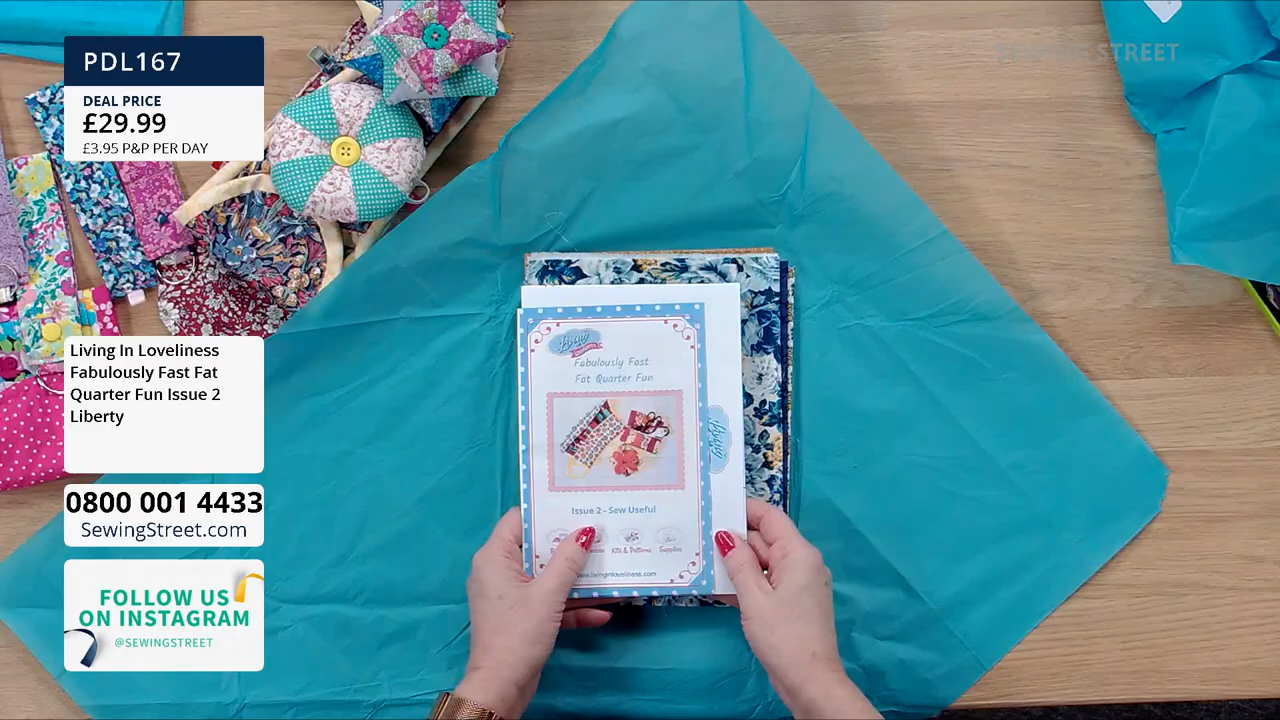 PDL167
DEAL PRICE
£29.99
£3.95 P&P PER DAY
STREET
Living In Loveliness
Fabulously Fast Fat
Quarter Fun Issue 2
Liberty
0800 001 4433
SewingStreet.com
FOLLOW US
ON INSTAGRAM
@SEWINGSTREET
Living
Fabulously Fast
Fat Quarter Fun
Living
Issue 2 - Sew Useful
Kits & Patterns
Supplies
www.livinginloveliness.com